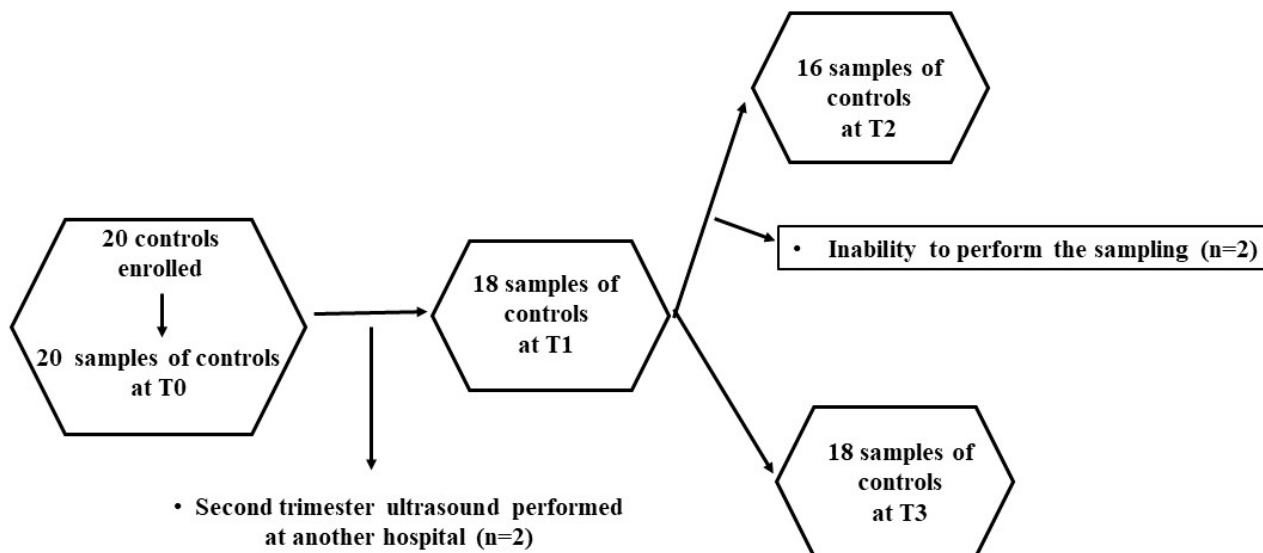 20 controls
enrolled
20 samples of controls
at T0
• Second trimester ultrasound performed
at another hospital (n=2)
18 samples of
controls
at T1
16 samples of
controls
at T2
• Inability to perform the sampling (n=2)
18 samples of
controls
at T3